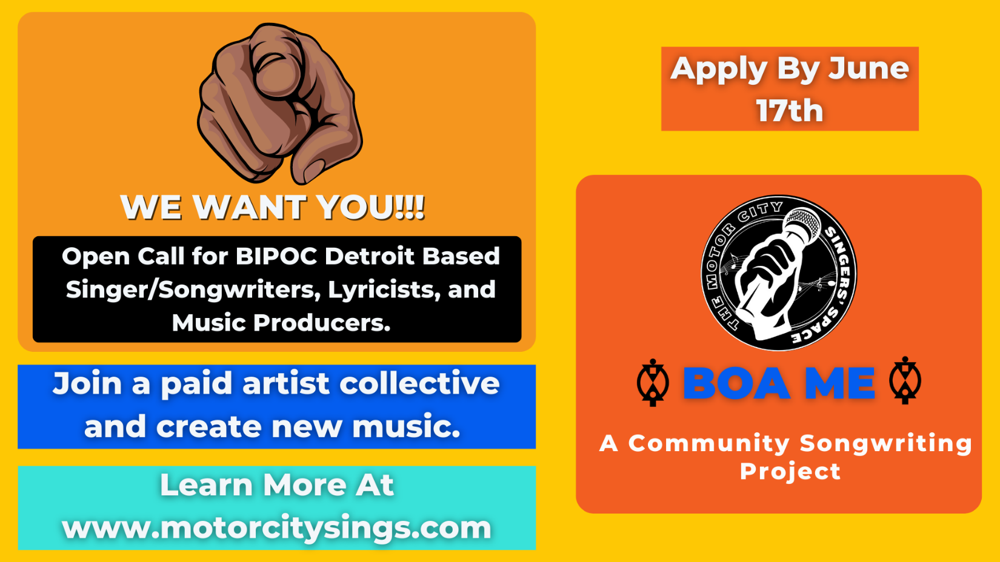 WE WANT YOU!!!
Open Call for BIPOC Detroit Based
Singer/Songwriters, Lyricists, and
Music Producers.
Join a paid artist collective
and create new music.
Learn More At
www.motorcitysings.com
Apply By June
17th
THE MOTOR CITY
SINGERS' SPACE
BOA ME
A Community Songwriting
Project